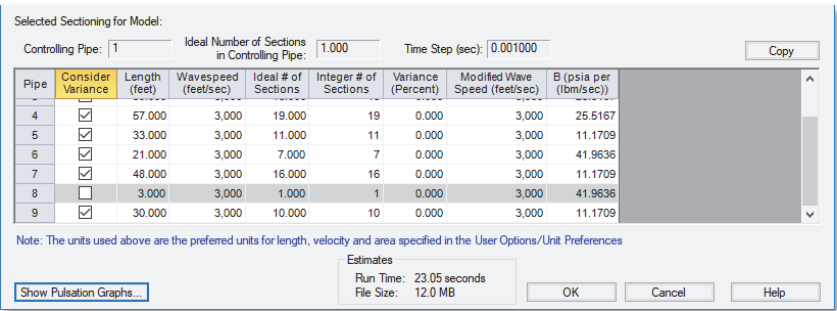 Selected Sectioning for Model:
Controlling Pipe: 1 Ideal Number of Sections in Controlling Pipe: 1.000 Time Step (sec): 0.001000 Copy
Pipe Consider Variance Length (feet) Wavespeed (feet/sec) Ideal # of Sections Integer # of Sections Variance (Percent) Modified Wave Speed (feet/sec) B (psia per (lbm/sec))
4 57.000 3,000 19.000 19 0.000 3,000 25.5167
5 33.000 3,000 11.000 11 0.000 3,000 11.1709
6 21.000 3,000 7.000 7 0.000 3,000 41.9636
7 48.000 3,000 16.000 16 0.000 3,000 11.1709
8 3.000 3,000 1.000 1 0.000 3,000 41.9636
9 30.000 3,000 10.000 10 0.000 3,000 11.1709
Note: The units used above are the preferred units for length, velocity and area specified in the User Options/Unit Preferences
Estimates
Run Time: 23.05 seconds
File Size: 12.0 MB
Show Pulsation Graphs... OK Cancel Help